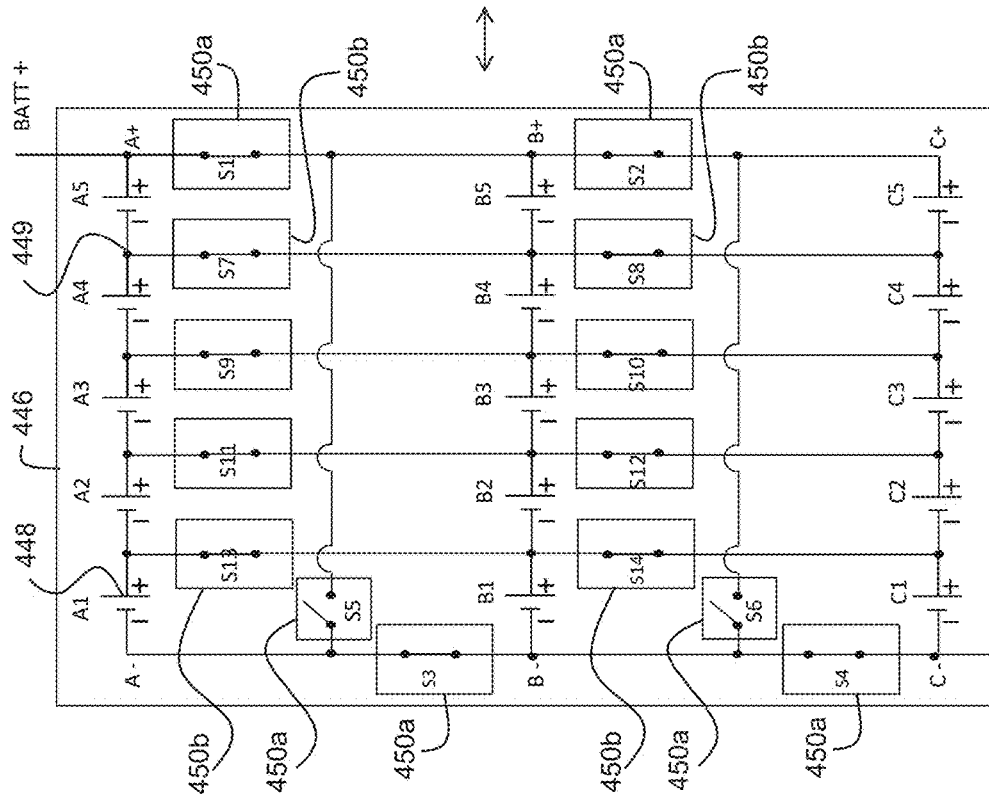 BATT +
450a
450b
450a
450b
449
446
448
A+
B+
C+
A5
S1
B5
S2
C5
+
-
+
-
+
-
A4
S7
B4
S8
C4
+
-
+
-
+
-
A3
S9
B3
S10
C3
+
-
+
-
+
-
A2
S11
B2
S12
C2
+
-
+
-
+
-
A1
S13
S5
B1
S14
S6
C1
+
-
+
-
+
-
A -
S3
B -
S4
C -
450b
450a
450a
450b
450a
450a